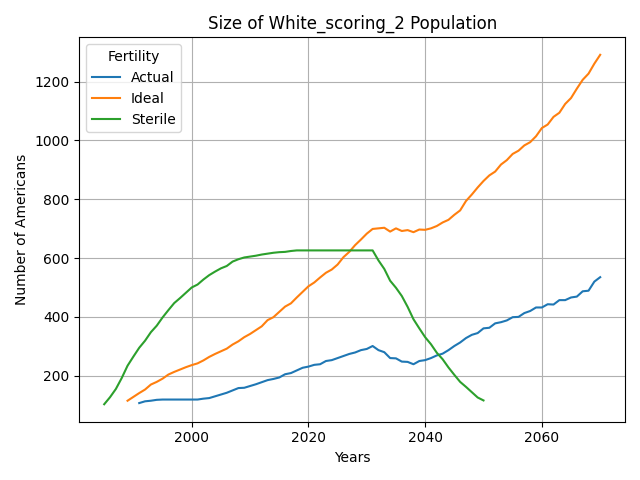 Size of White_scoring_2 Population
Fertility
Actual
Ideal
Sterile
Number of Americans
1200
1000
800
600
400
200
2000 2020 2040 2060
Years